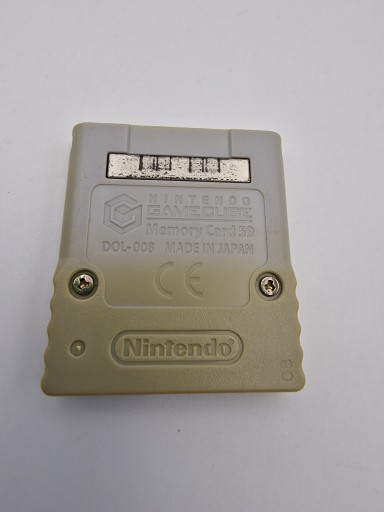 NINTENDO
GAMECUBE
Memory Card 59
DOL-008 MADE IN JAPAN
CE
Nintendo®